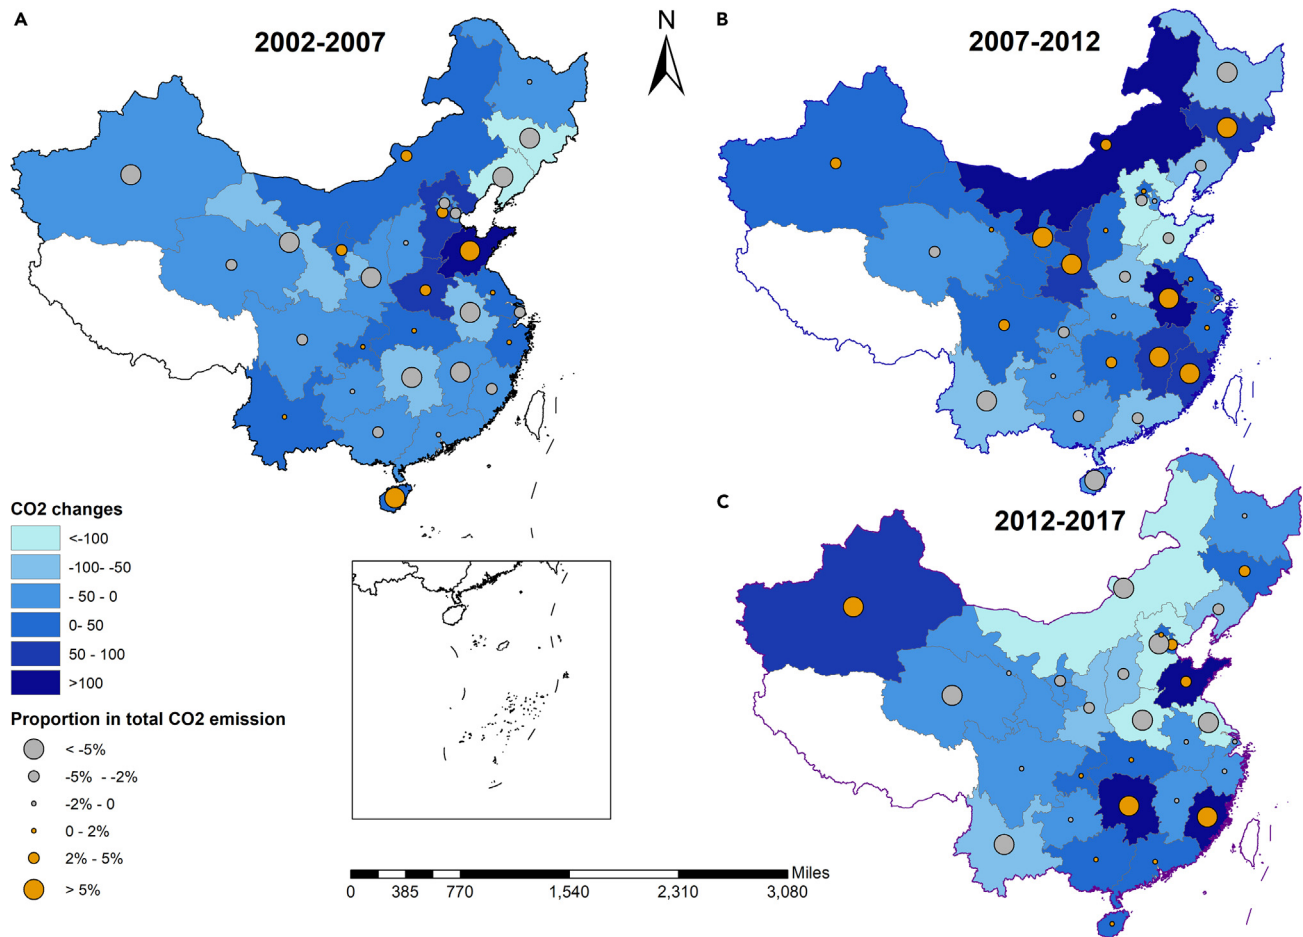 A
2002-2007
N
B
2007-2012
C
2012-2017
CO2 changes
<-100
-100- -50
- 50 - 0
0- 50
50 - 100
>100
Proportion in total CO2 emission
< -5%
-5% - -2%
-2% - 0
0 - 2%
2% - 5%
> 5%
Miles
0 385 770 1,540 2,310 3,080